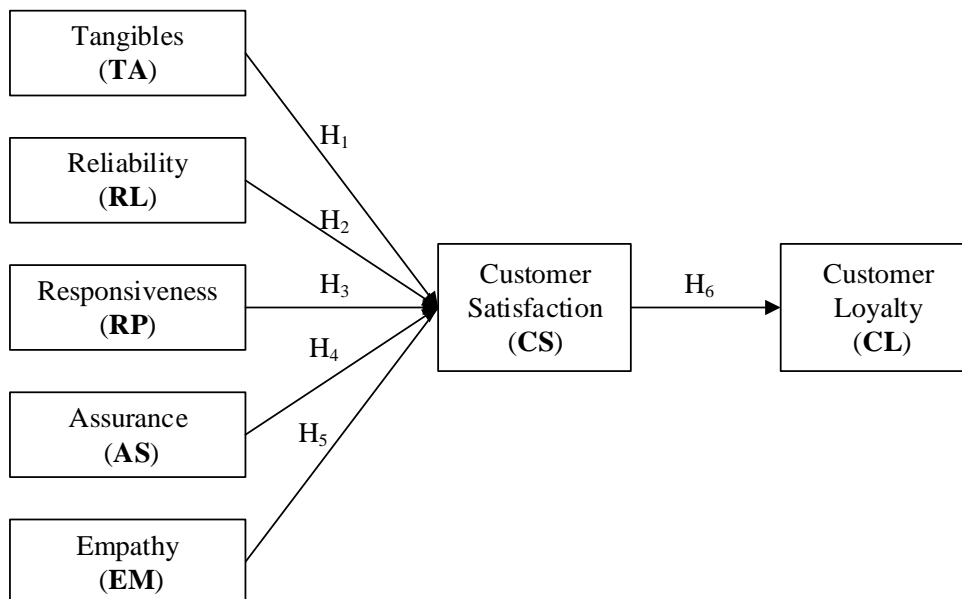 Tangibles
(TA)
H1
Reliability
(RL)
H2
Responsiveness
(RP)
H3
Customer
Satisfaction
(CS)
H6
Customer
Loyalty
(CL)
H4
Assurance
(AS)
H5
Empathy
(EM)